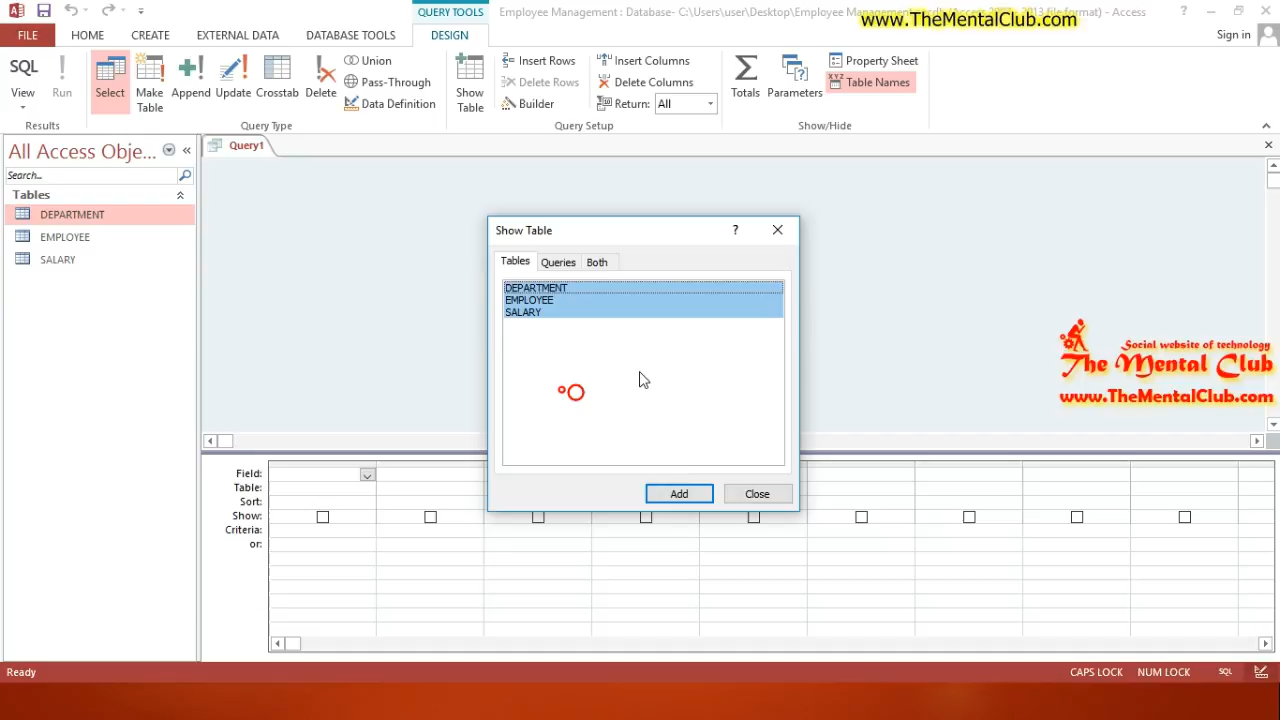 QUERY TOOLS
Employee Management : Database- C:\Users\user\Desktop\Employee Management
2013 file format) - Access
www.TheMentalClub.com
?
FILE
HOME
CREATE
EXTERNAL DATA
DATABASE TOOLS
DESIGN
Sign in
SQL
View
Run
Results
Select
Make
Table
Append
Update
Crosstab
Delete
Union
Pass-Through
Data Definition
Query Type
Show
Table
Insert Rows
Delete Rows
Builder
Insert Columns
Delete Columns
Return: All
Query Setup
Totals
Parameters
Property Sheet
XYZ
Table Names
Show/Hide
All Access Obje...
Search...
Tables
DEPARTMENT
EMPLOYEE
SALARY
Query1
Show Table
?
Tables
Queries
Both
DEPARTMENT
EMPLOYEE
SALARY
Add
Close
Social website of technology
The Mental Club
www.TheMentalClub.com
Field:
Table:
Sort:
Show:
Criteria:
or:
Ready
CAPS LOCK
NUM LOCK
SQL